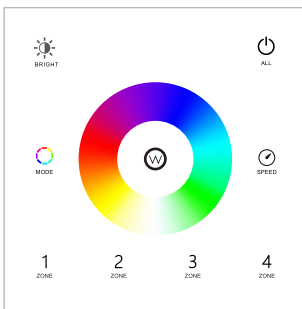 BRIGHT
ALL
W
MODE
SPEED
1 2 3 4
ZONE ZONE ZONE ZONE